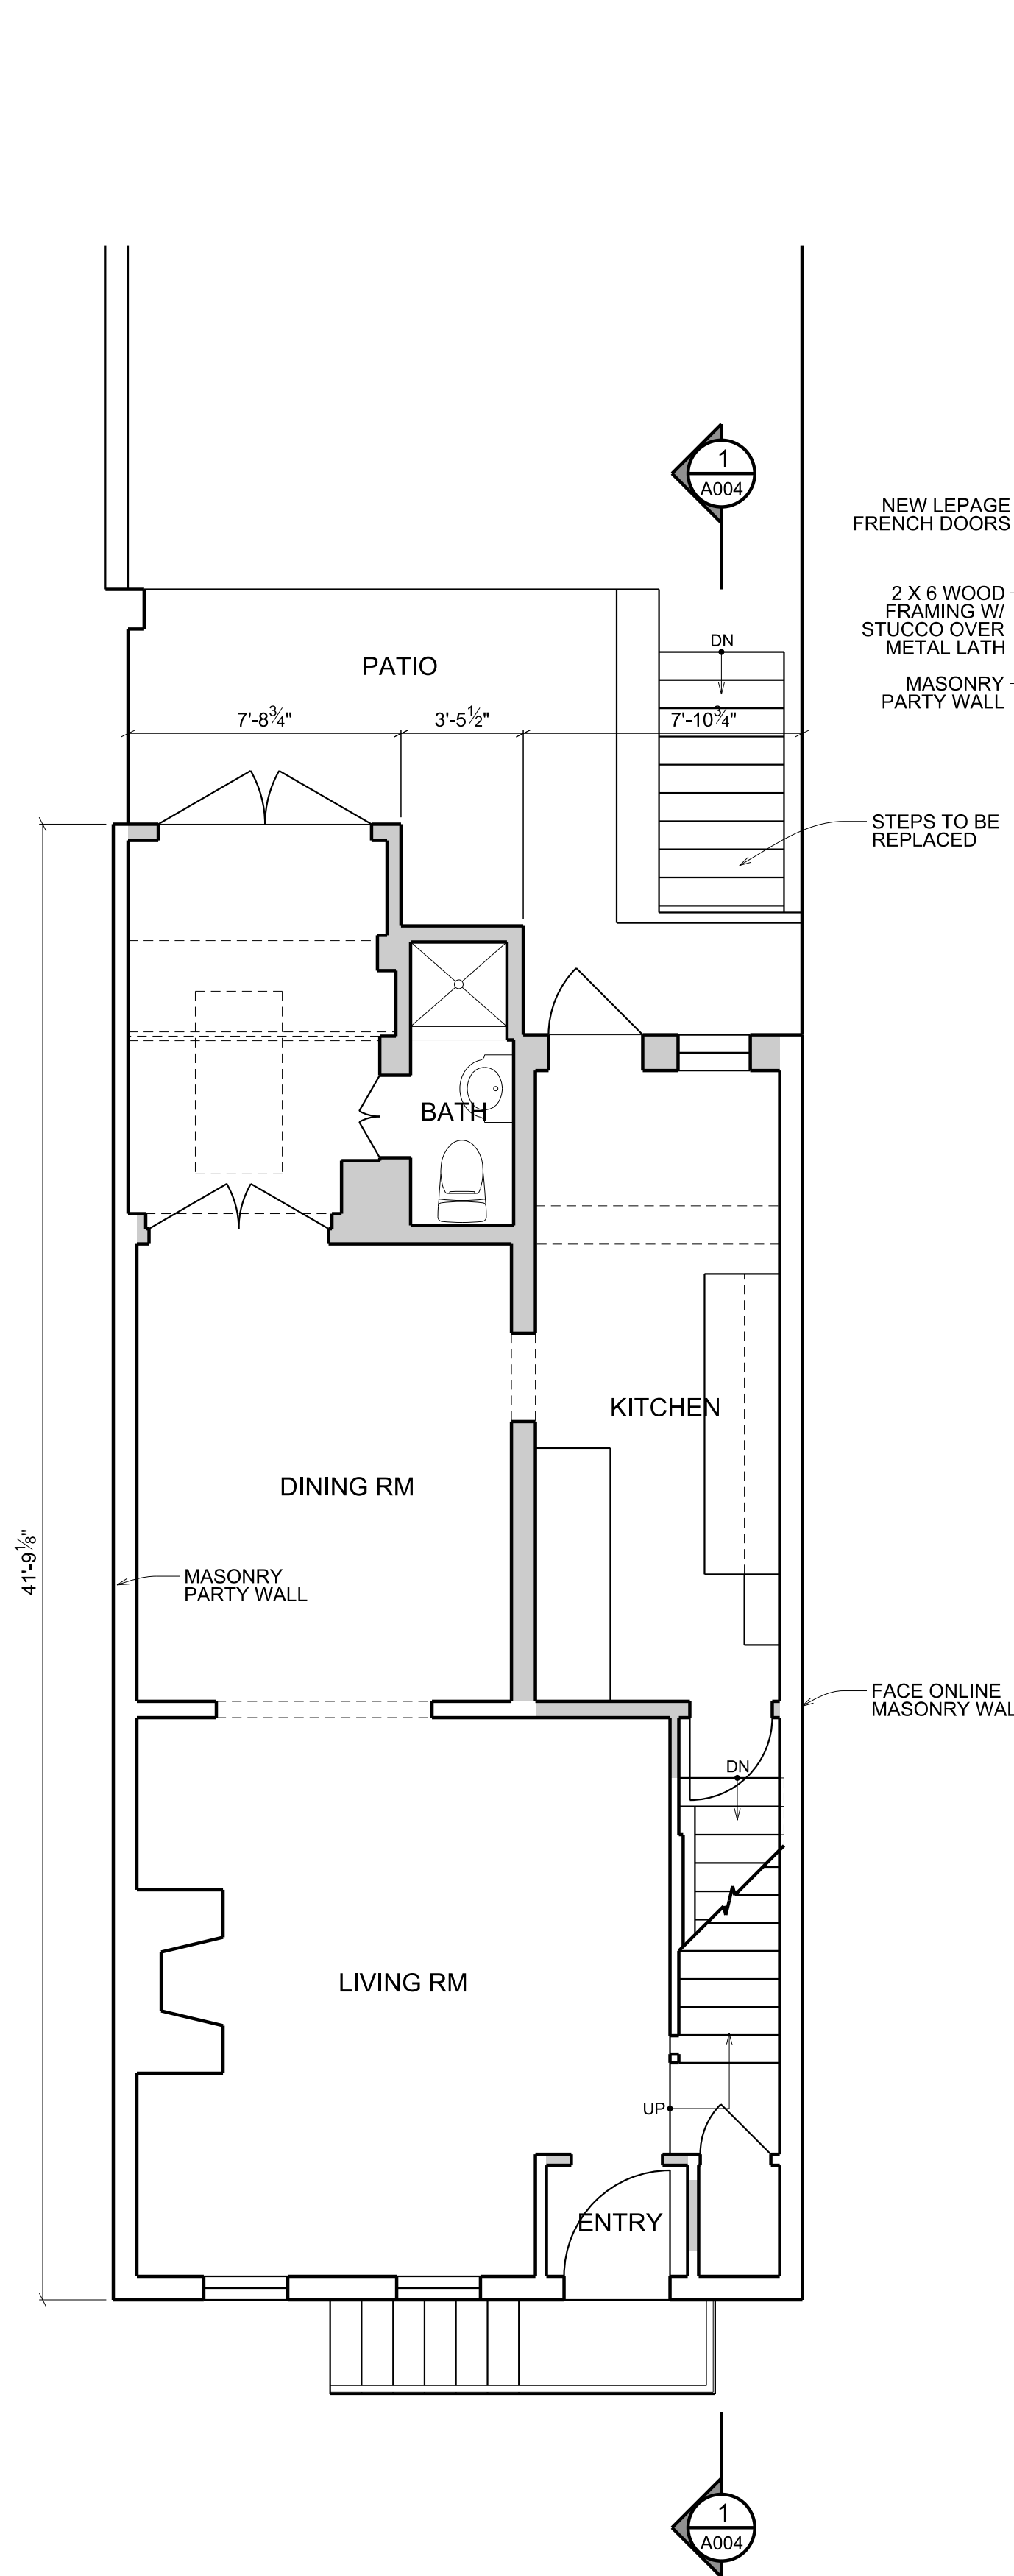 1
A004
NEW LEPAGE
FRENCH DOORS
2 X 6 WOOD
FRAMING W/
STUCCO OVER
METAL LATH
DN
PATIO
MASONRY
PARTY WALL
7'-8¾"
3'-5½"
7'-10¾"
STEPS TO BE
REPLACED
BATH
KITCHEN
DINING RM
41'-9⅛"
MASONRY
PARTY WALL
FACE ONLINE
MASONRY WAL
DN
LIVING RM
UP
ENTRY
1
A004